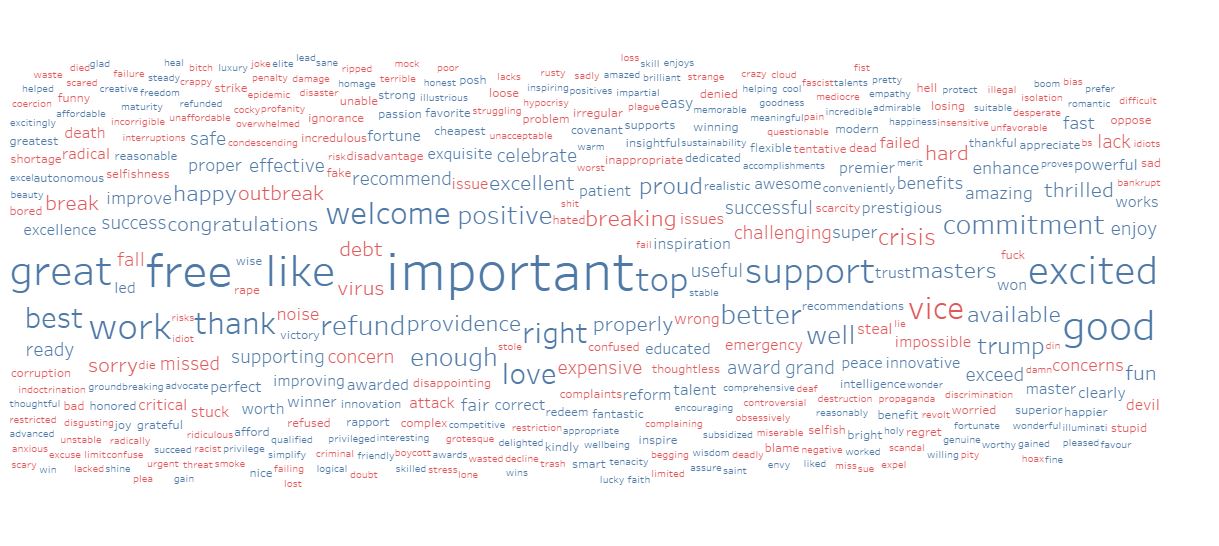 loss lead
died glad heal bitch luxury joke elite sane ripped mock poor skill enjoys crazy cloud fist
waste scared failure steady crappy penalty damage homage terrible honest posh lacks rusty sadly amazed brilliant strange fascist talents pretty boom bias
helped creative freedom strike epidemic disaster unable strong illustrious loose inspiring positives impartial denied helping cool mediocre empathy hell protect illegal isolation prefer
coercion funny maturity refunded cocky profanity ignorance passion favorite struggling hypocrisy problem irregular plague easy memorable goodness meaningful pain incredible admirable losing suitable desperate romantic difficult
excitingly affordable incorrigible unaffordable overwhelmed covenant supports winning questionable modern happiness insensitive unfavorable fast oppose
greatest death interruptions safe condescending incredulous fortune cheapest unacceptable warm insightful sustainability flexible tentative dead failed thankful appreciate bs lack idiots
shortage radical reasonable proper effective risk disadvantage exquisite celebrate worst inappropriate dedicated accomplishments premier merit hard enhance proves powerful sad
excel autonomous selfishness fake recommend issue excellent patient proud realistic awesome conveniently benefits amazing thrilled bankrupt
beauty bored break improve happy outbreak shit hated successful scarcity prestigious works
excellence success congratulations welcome positive breaking issues challenging super crisis commitment enjoy
fall debt fail inspiration fuck
great led free wise rape like virus important top stable useful support trust masters won excited
best work risks idiot thank noise victory refund providence right properly wrong better recommendations well steal lie vice available good
ready stole confused educated emergency impossible trump din
sorry die missed supporting concern enough love expensive thoughtless award grand peace innovative exceed damn concerns fun
corruption indoctrination groundbreaking advocate perfect improving awarded disappointing complaints reform talent comprehensive deaf intelligence wonder master clearly
thoughtful bad honored critical stuck worth winner innovation attack fair correct redeem fantastic encouraging controversial destruction propaganda discrimination superior happier devil
restricted disgusting joy grateful refused rapport complex competitive restriction appropriate complaining obsessively reasonably benefit revolt worried fortunate wonderful illuminati stupid
advanced unstable radically ridiculous afford qualified privileged interesting grotesque delighted kindly wellbeing inspire subsidized miserable selfish bright holy regret genuine worthy gained pleased favour
anxious excuse limit confuse succeed racist privilege simplify criminal friendly boycott awards wasted decline trash smart tenacity begging wisdom deadly blame negative worked scandal willing pity hoax fine
scary win lacked shine urgent threat smoke nice failing logical doubt skilled stress lone wins lucky faith limited assure saint envy liked miss sue expel
plea gain lost